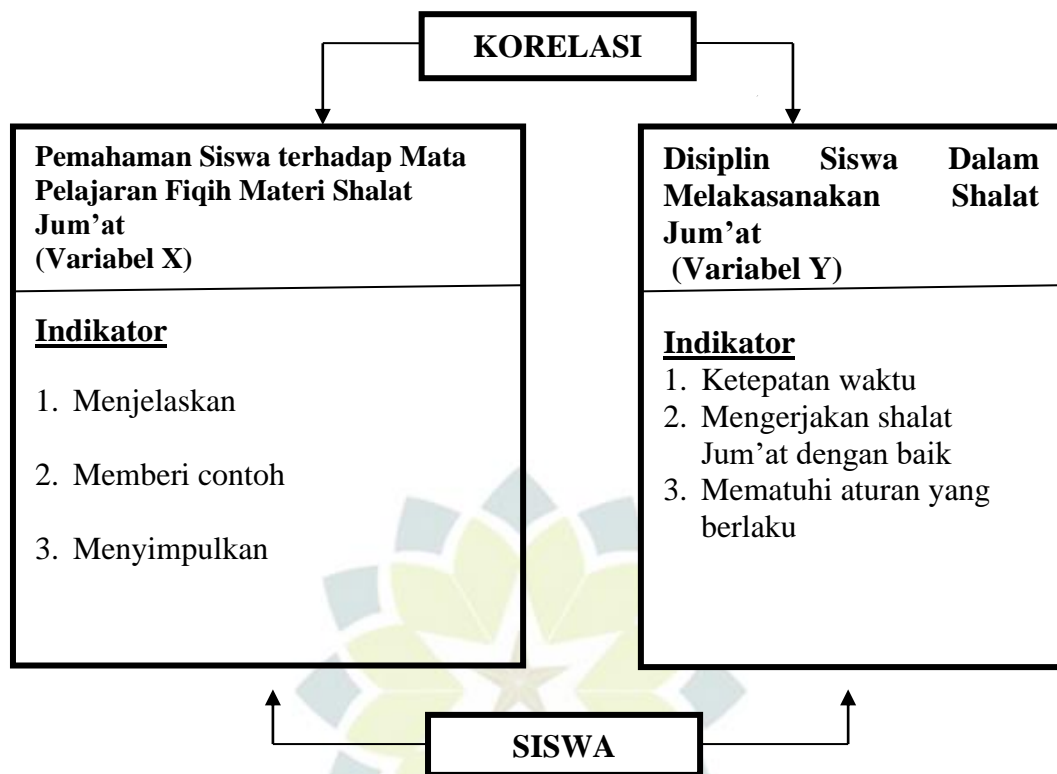 KORELASI
Pemahaman Siswa terhadap Mata
Pelajaran Fiqih Materi Shalat
Jum’at
(Variabel X)
Indikator
1. Menjelaskan
2. Memberi contoh
3. Menyimpulkan
Disiplin Siswa Dalam
Melakasanakan Shalat
Jum’at
(Variabel Y)
Indikator
1. Ketepatan waktu
2. Mengerjakan shalat
Jum’at dengan baik
3. Mematuhi aturan yang
berlaku
SISWA